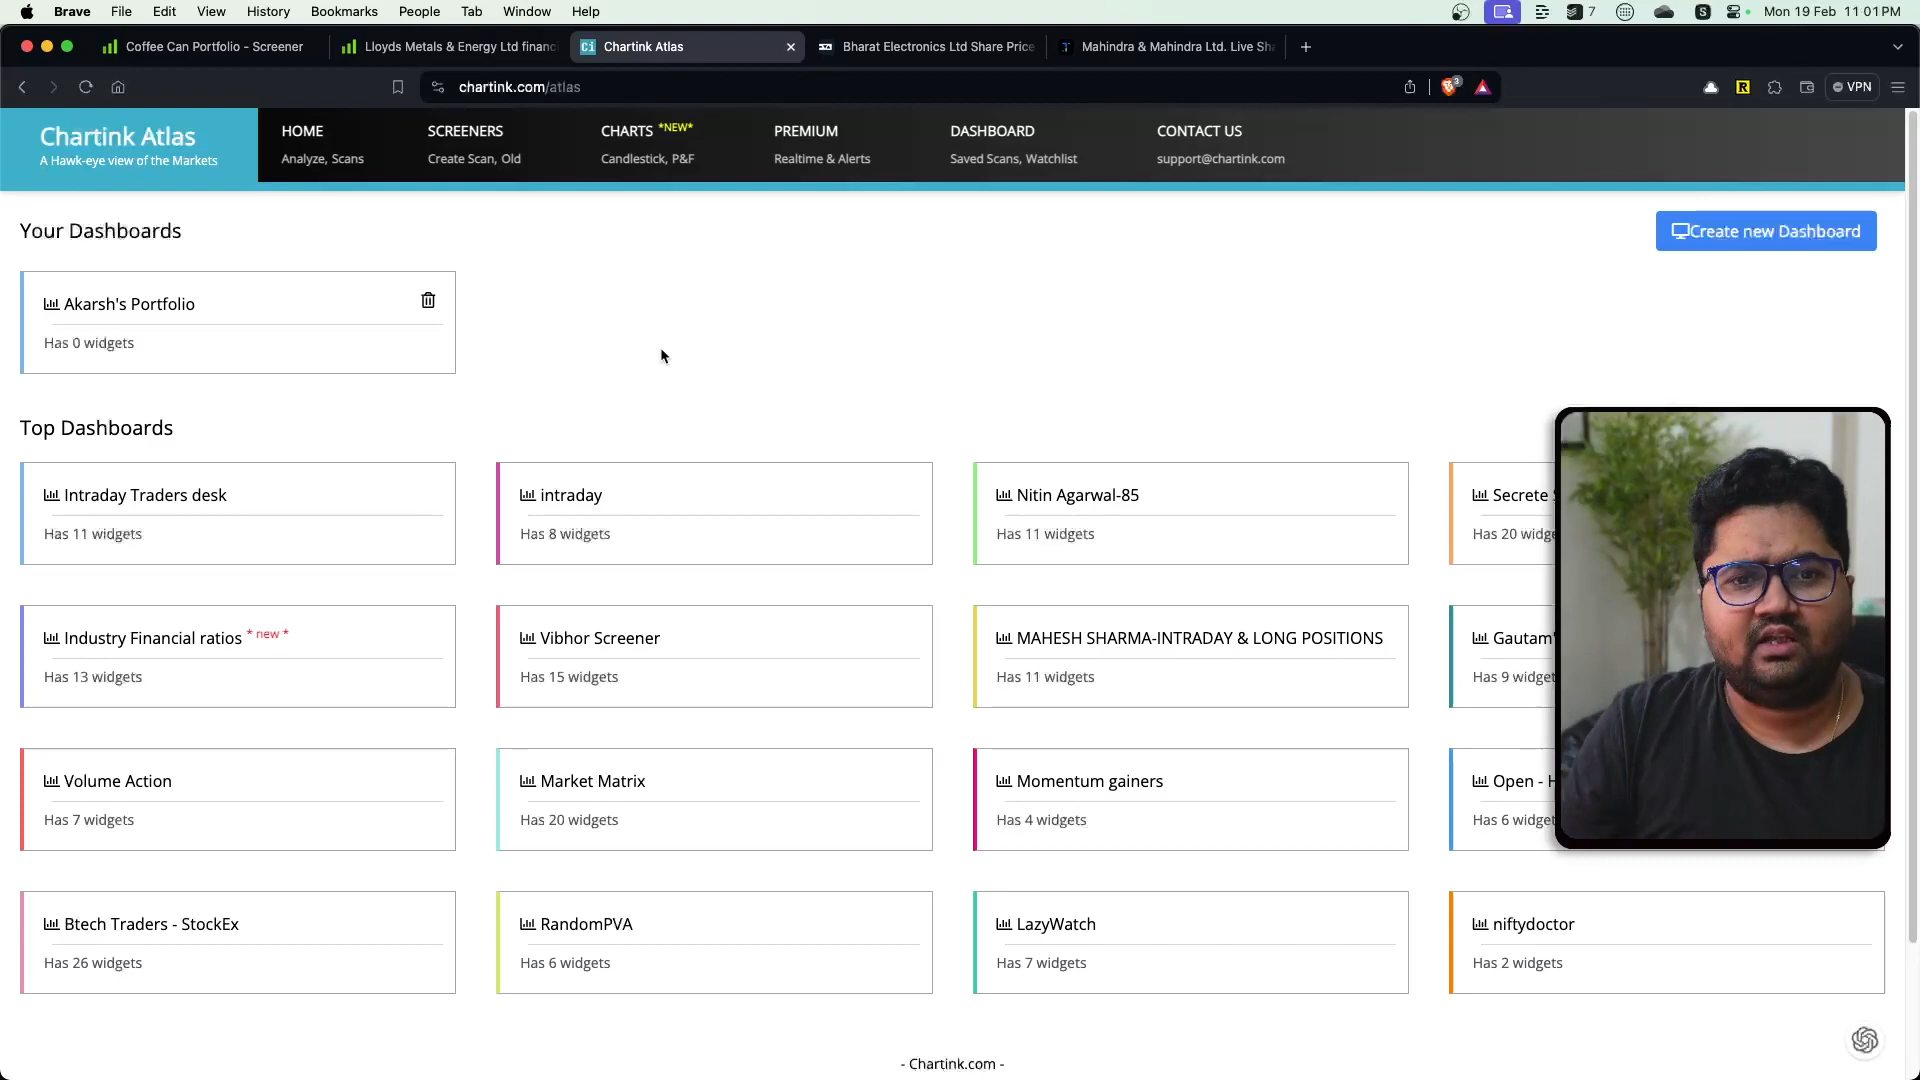 Brave File Edit View History Bookmarks People Tab Window Help 7 S Mon 19 Feb 11 01 PM
Coffee Can Portfolio - Screener
Lloyds Metals & Energy Ltd financ
Ci Chartink Atlas
Bharat Electronics Ltd Share Price
Mahindra & Mahindra Ltd. Live Sha
chartink.com/atlas
3
R
VPN
Chartink Atlas
A Hawk-eye view of the Markets
HOME
Analyze, Scans
SCREENERS
Create Scan, Old
CHARTS *NEW*
Candlestick, P&F
PREMIUM
Realtime & Alerts
DASHBOARD
Saved Scans, Watchlist
CONTACT US
support@chartink.com
Your Dashboards
Create new Dashboard
Akarsh's Portfolio
Has 0 widgets
Top Dashboards
Intraday Traders desk
Has 11 widgets
intraday
Has 8 widgets
Nitin Agarwal-85
Has 11 widgets
Secrete S
Has 20 widge
Industry Financial ratios * new *
Has 13 widgets
Vibhor Screener
Has 15 widgets
MAHESH SHARMA-INTRADAY & LONG POSITIONS
Has 11 widgets
Gautam'
Has 9 widget
Volume Action
Has 7 widgets
Market Matrix
Has 20 widgets
Momentum gainers
Has 4 widgets
Open - H
Has 6 widget
Btech Traders - StockEx
Has 26 widgets
RandomPVA
Has 6 widgets
LazyWatch
Has 7 widgets
niftydoctor
Has 2 widgets
- Chartink.com -